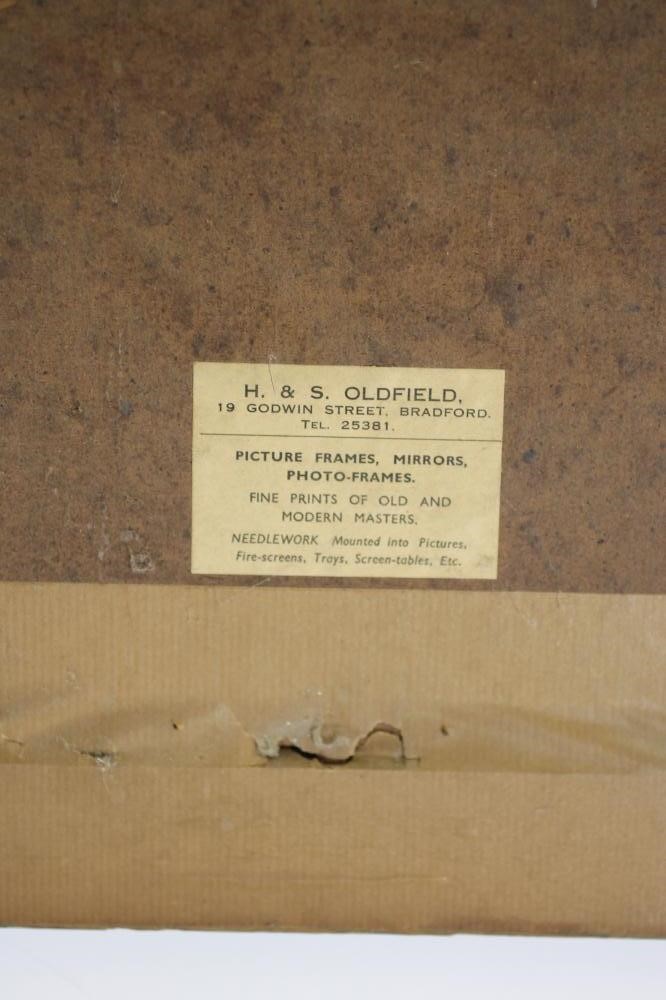 H. & S. OLDFIELD,
19 GODWIN STREET, BRADFORD.
TEL. 25381.
PICTURE FRAMES, MIRRORS,
PHOTO-FRAMES.
FINE PRINTS OF OLD AND
MODERN MASTERS.
NEEDLEWORK Mounted into Pictures,
Fire-screens, Trays, Screen-tables, Etc.